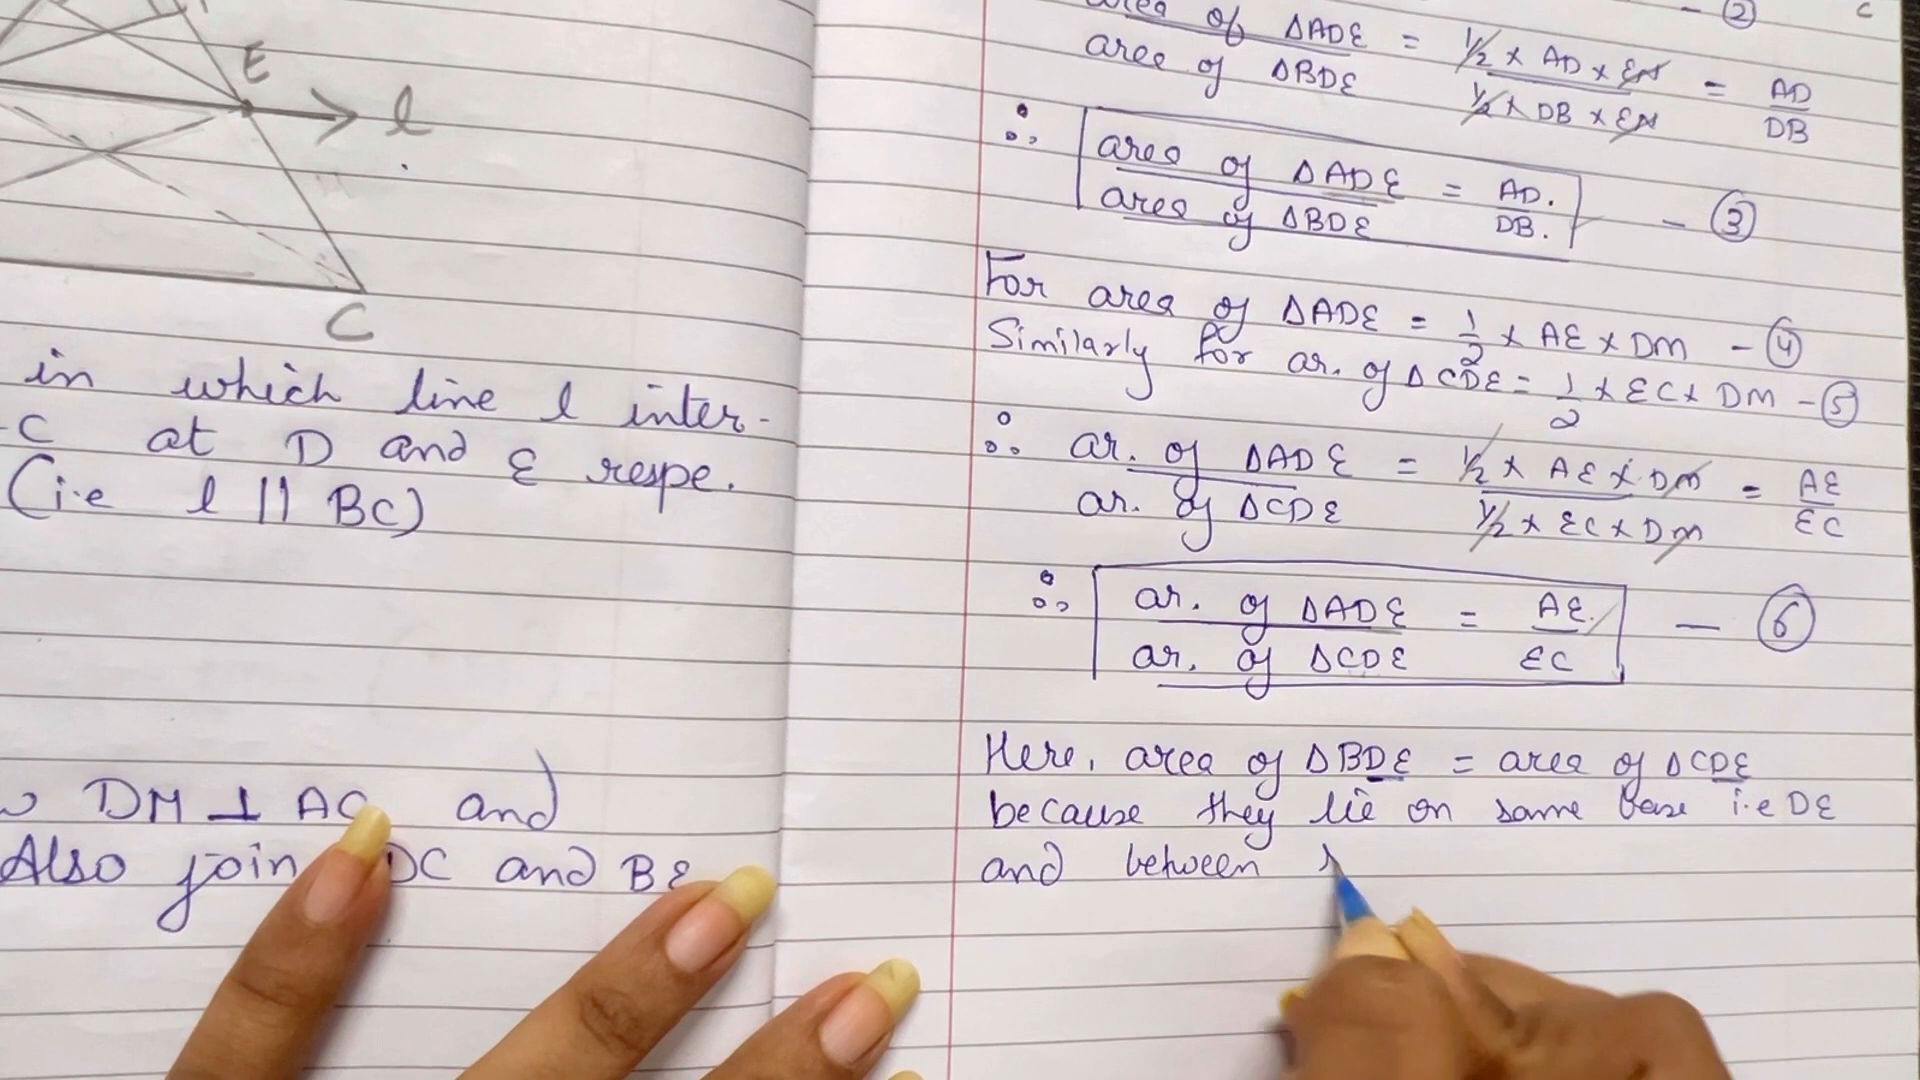 E
l
C
in which line l inter-
C at D and E respe.
(i.e l || BC)
DM ⊥ AC and
Also join DC and BE
- ②
C
area of ΔADE = 1/2 × AD × EN = AD
area of ΔBDE 1/2 × DB × EN DB
∴ area of ΔADE = AD. - ③
area of ΔBDE DB.
For area of ΔADE = 1/2 × AE × DM - ④
Similarly for ar. of ΔCDE = 1/2 × EC × DM - ⑤
∴ ar. of ΔADE = 1/2 × AE × DM = AE
ar. of ΔCDE 1/2 × EC × DM EC
∴ ar. of ΔADE = AE. - ⑥
ar. of ΔCDE EC
Here, area of ΔBDE = area of ΔCDE
because they lie on same base i.e DE
and between